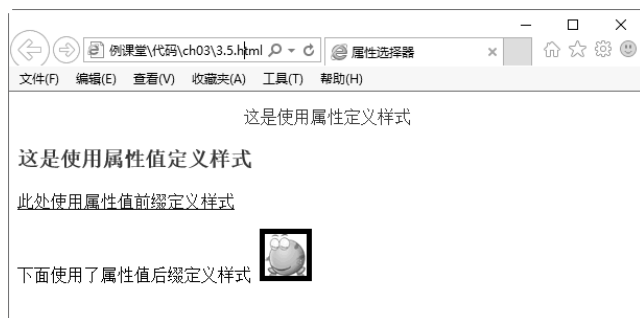 例课堂\代码\ch03\3.5.html
属性选择器
文件(F) 编辑(E) 查看(V) 收藏夹(A) 工具(T) 帮助(H)
这是使用属性定义样式
这是使用属性值定义样式
此处使用属性值前缀定义样式
下面使用了属性值后缀定义样式